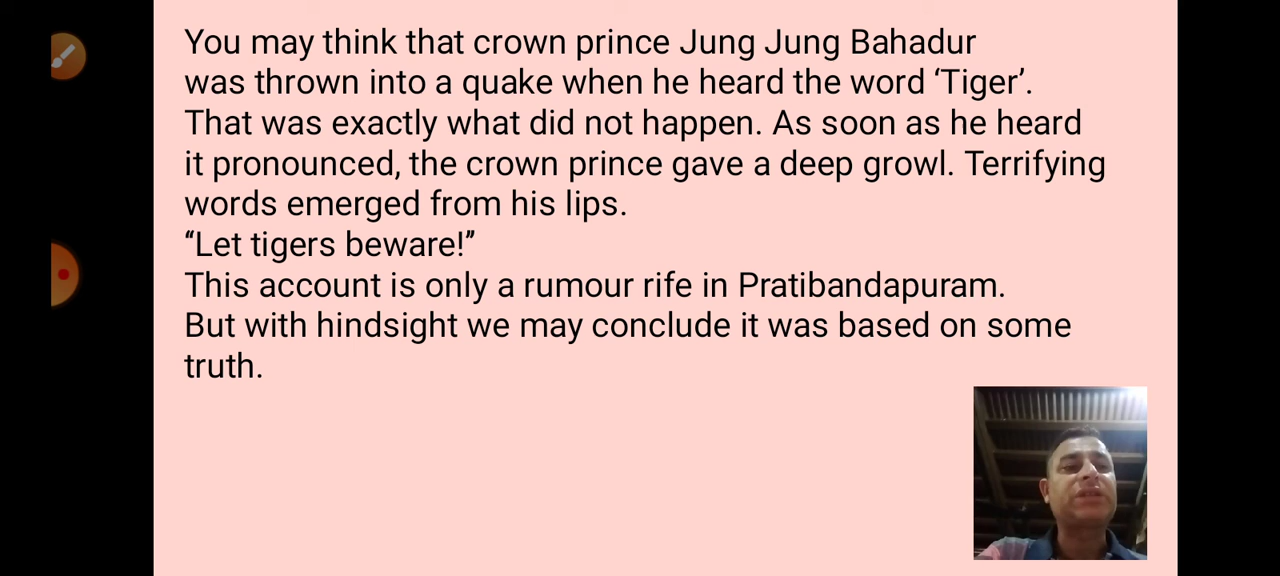 You may think that crown prince Jung Jung Bahadur
was thrown into a quake when he heard the word ‘Tiger’.
That was exactly what did not happen. As soon as he heard
it pronounced, the crown prince gave a deep growl. Terrifying
words emerged from his lips.
“Let tigers beware!”
This account is only a rumour rife in Pratibandapuram.
But with hindsight we may conclude it was based on some
truth.